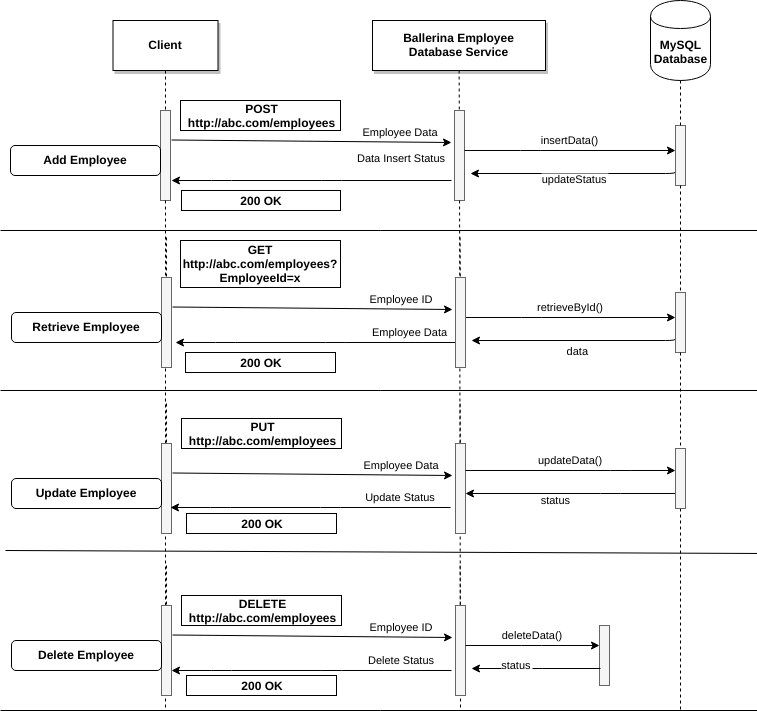 Client
Ballerina Employee
Database Service
MySQL
Database
POST
http://abc.com/employees
Employee Data
insertData()
Add Employee
Data Insert Status
updateStatus
200 OK
GET
http://abc.com/employees?
EmployeeId=x
Employee ID
retrieveById()
Retrieve Employee
Employee Data
data
200 OK
PUT
http://abc.com/employees
Employee Data
updateData()
Update Employee
Update Status
status
200 OK
DELETE
http://abc.com/employees
Employee ID
deleteData()
Delete Employee
Delete Status
status
200 OK